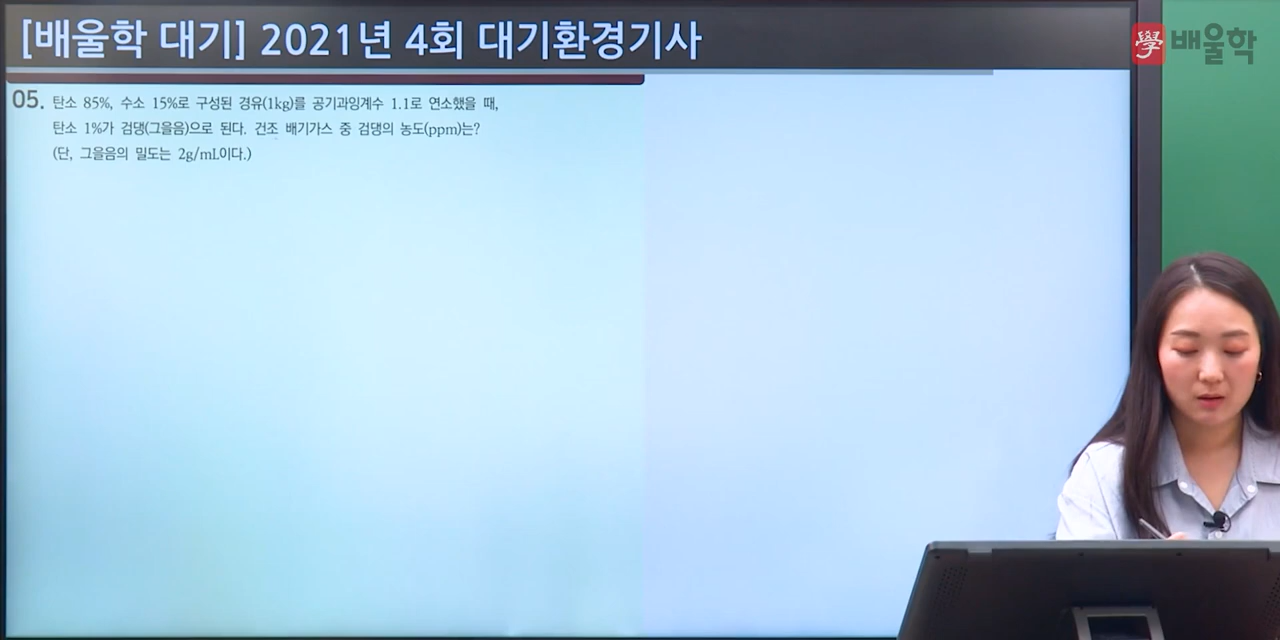 [배울학 대기] 2021년 4회 대기환경기사
學 배울학
05. 탄소 85%, 수소 15%로 구성된 경유(1kg)를 공기과잉계수 1.1로 연소했을 때,
탄소 1%가 검댕(그을음)으로 된다. 건조 배기가스 중 검댕의 농도(ppm)는?
(단, 그을음의 밀도는 2g/mL이다.)